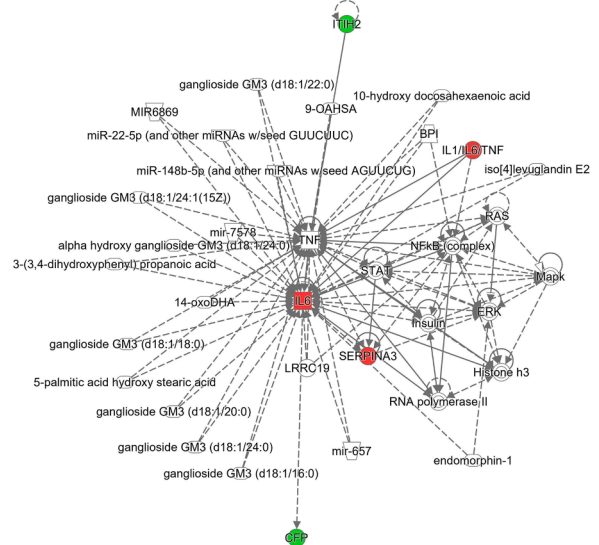 ITIH2
ganglioside GM3 (d18:1/22:0)
10-hydroxy docosahexaenoic acid
MIR6869
9-OAHSA
miR-22-5p (and other miRNAs w/seed GUUCUUC)
BPI
IL1/IL6/TNF
miR-148b-5p (and other miRNAs w/seed AGUUCUG)
iso[4]levuglandin E2
ganglioside GM3 (d18:1/24:1(15Z))
RAS
mir-7578
TNF
alpha hydroxy ganglioside GM3 (d18:1/24:0)
NFkB (complex)
3-(3,4-dihydroxyphenyl) propanoic acid
STAT
Mapk
14-oxoDHA
IL6
ERK
Insulin
ganglioside GM3 (d18:1/18:0)
SERPINA3
LRRC19
Histone h3
5-palmitic acid hydroxy stearic acid
RNA polymerase II
ganglioside GM3 (d18:1/20:0)
ganglioside GM3 (d18:1/24:0)
mir-657
endomorphin-1
ganglioside GM3 (d18:1/16:0)
CFP